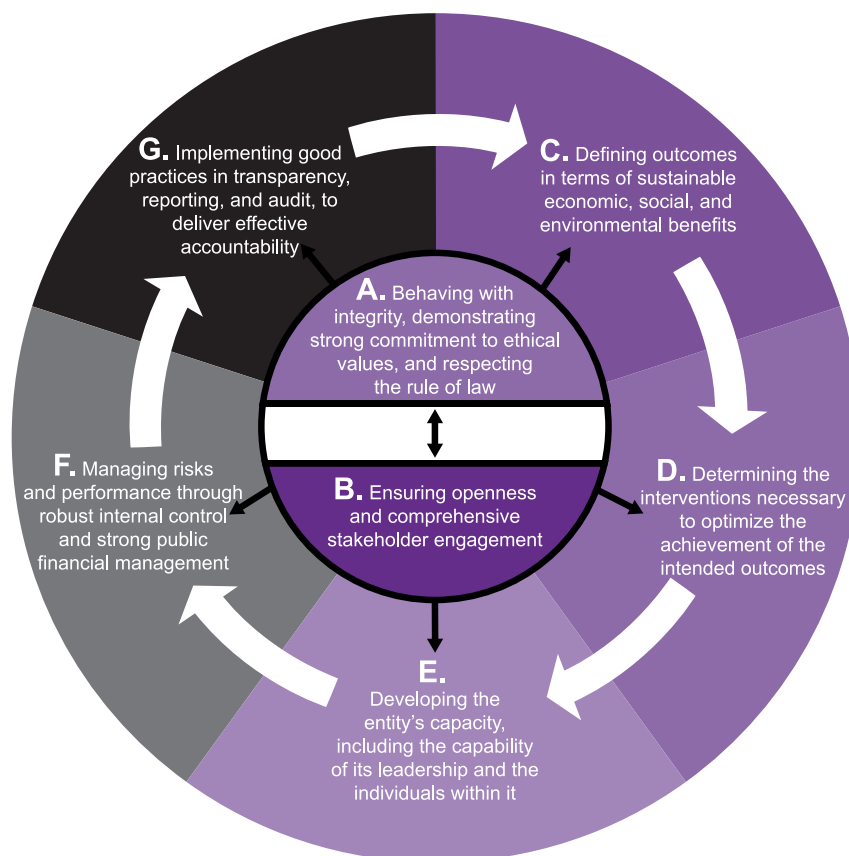 A. Behaving with
integrity, demonstrating
strong commitment to ethical
values, and respecting
the rule of law
B. Ensuring openness
and comprehensive
stakeholder engagement
C. Defining outcomes
in terms of sustainable
economic, social, and
environmental benefits
D. Determining the
interventions necessary
to optimize the
achievement of the
intended outcomes
E.
Developing the
entity’s capacity,
including the capability
of its leadership and the
individuals within it
F. Managing risks
and performance through
robust internal control
and strong public
financial management
G. Implementing good
practices in transparency,
reporting, and audit, to
deliver effective
accountability